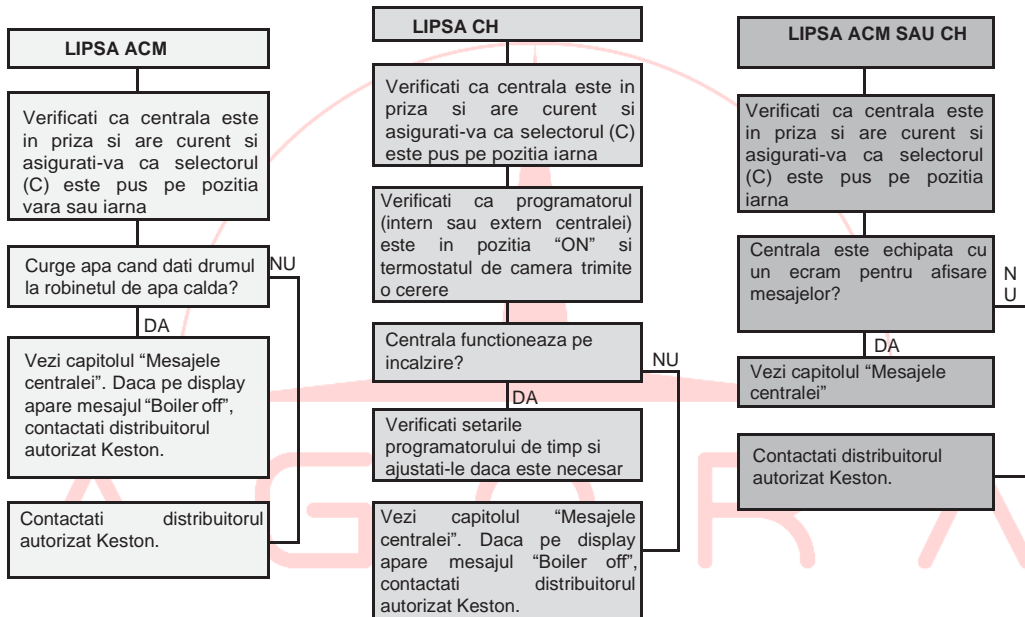 LIPSA ACM
Verificati ca centrala este
in priza si are curent si
asigurati-va ca selectorul
(C) este pus pe pozitia
vara sau iarna
Curge apa cand dati drumul
la robinetul de apa calda?
NU
DA
Vezi capitolul “Mesajele
centralei”. Daca pe display
apare mesajul “Boiler off”,
contactati distribuitorul
autorizat Keston.
Contactati distribuitorul
autorizat Keston.
LIPSA CH
Verificati ca centrala este in
priza si are curent si
asigurati-va ca selectorul (C)
este pus pe pozitia iarna
Verificati ca programatorul
(intern sau extern centralei)
este in pozitia “ON” si
termostatul de camera trimite
o cerere
Centrala functioneaza pe
incalzire?
NU
DA
Verificati setarile
programatorului de timp si
ajustati-le daca este necesar
Vezi capitolul “Mesajele
centralei”. Daca pe display
apare mesajul “Boiler off”,
contactati distribuitorul
autorizat Keston.
LIPSA ACM SAU CH
Verificati ca centrala este
in priza si are curent si
asigurati-va ca selectorul
(C) este pus pe pozitia
iarna
Centrala este echipata cu
un ecram pentru afisare
mesajelor?
N
U
DA
Vezi capitolul “Mesajele
centralei”
Contactati distribuitorul
autorizat Keston.
AGORA